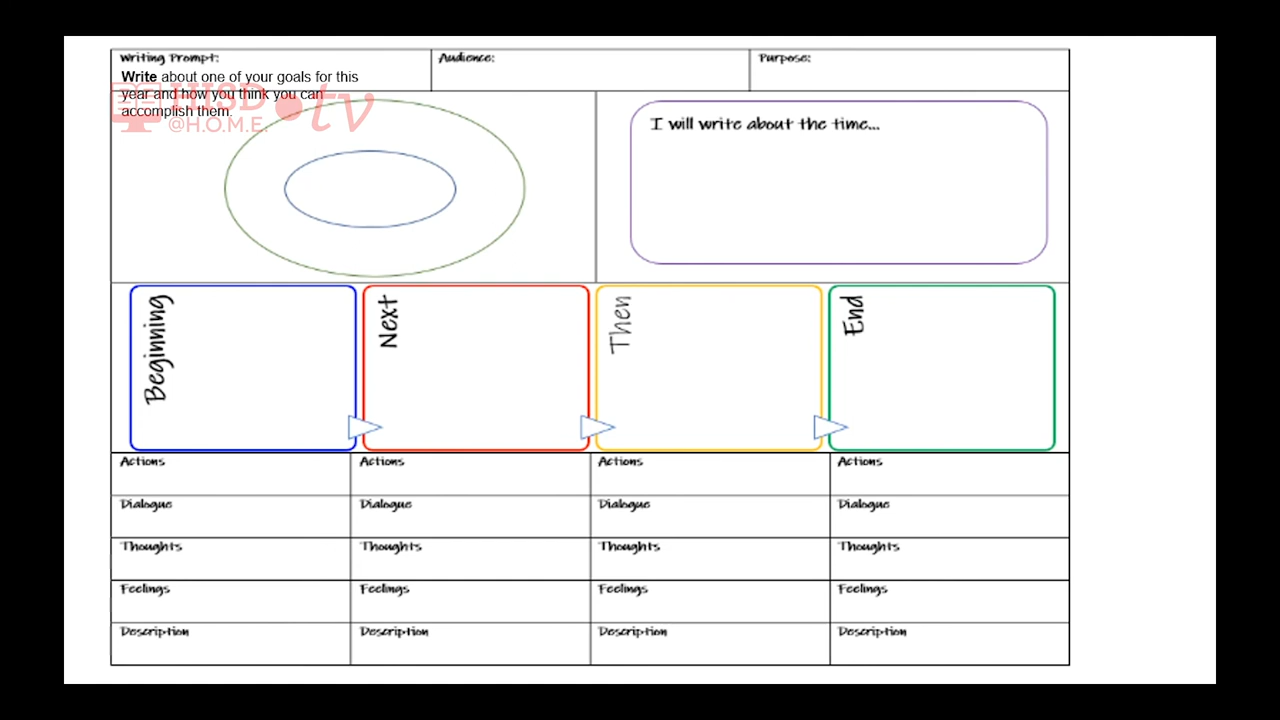 Writing Prompt:
Write about one of your goals for this
year and how you think you can
accomplish them.
Audience:
Purpose:
HISD
@H.O.M.E.
tv
I will write about the time...
Beginning
Next
Then
End
Actions
Actions
Actions
Actions
Dialogue
Dialogue
Dialogue
Dialogue
Thoughts
Thoughts
Thoughts
Thoughts
Feelings
Feelings
Feelings
Feelings
Description
Description
Description
Description